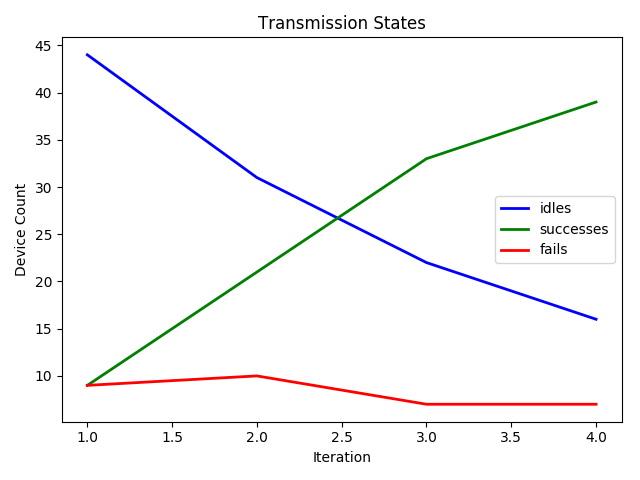 Transmission States
Device Count
45
40
35
30
25
20
15
10
idles
successes
fails
1.0 1.5 2.0 2.5 3.0 3.5 4.0
Iteration